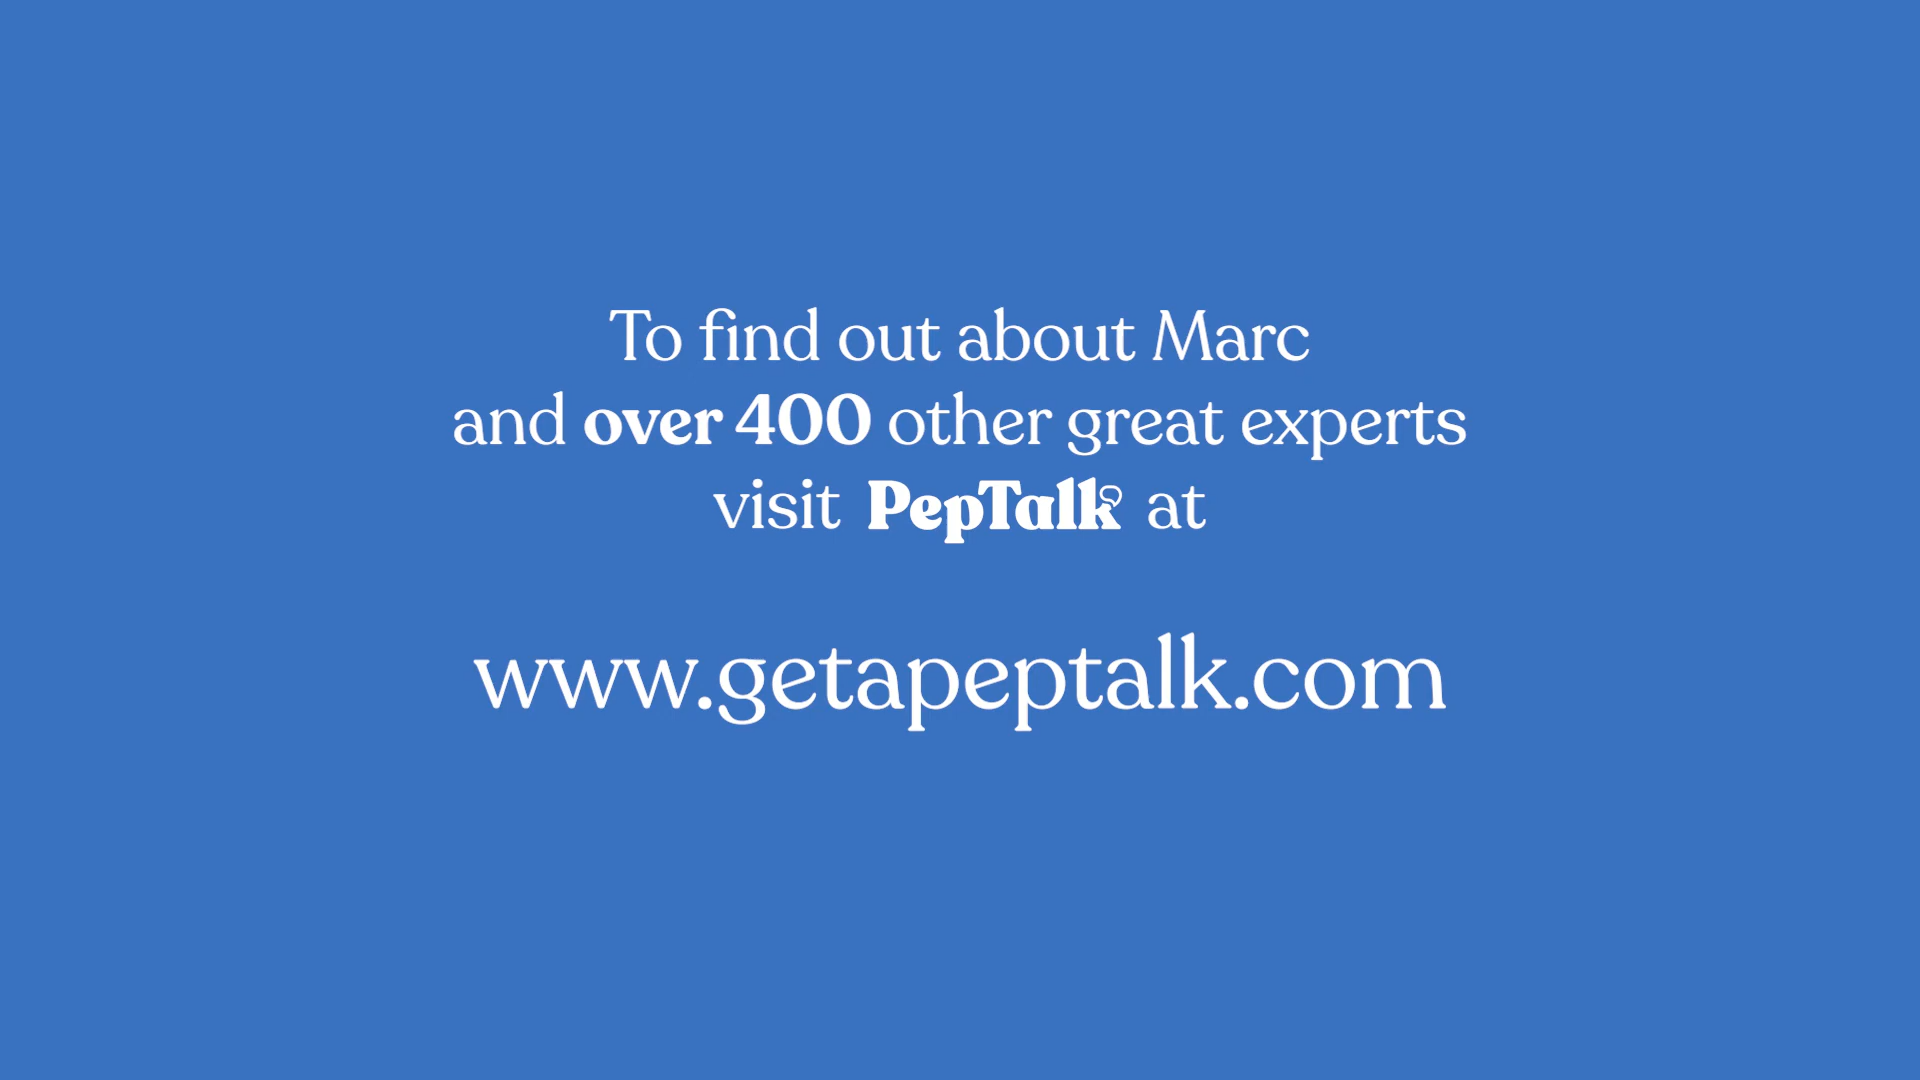 To find out about Marc
and over 400 other great experts
visit PepTalk at
www.getapeptalk.com